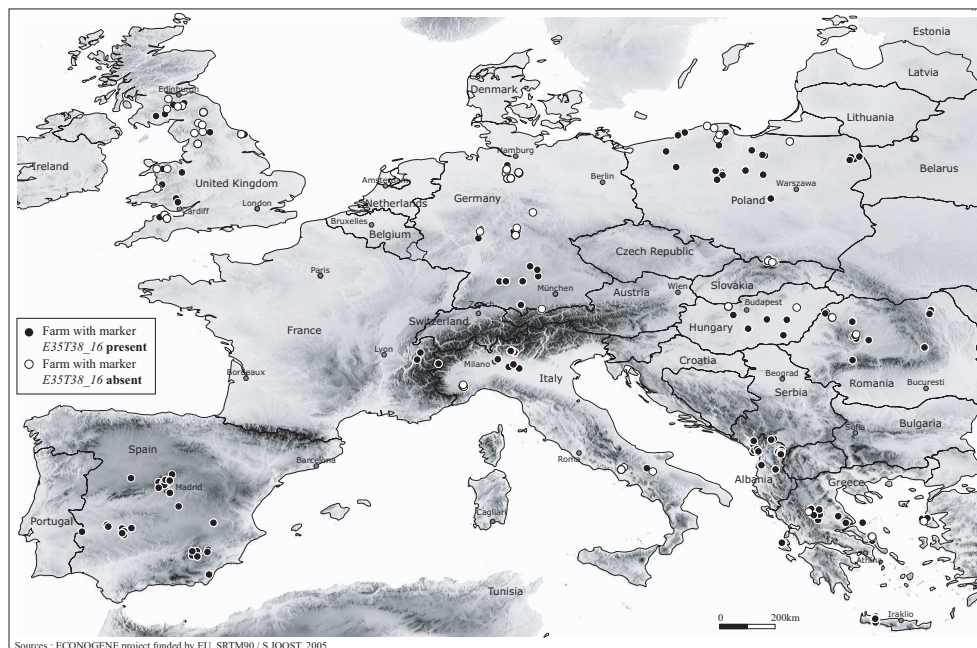 Estonia
Latvia
Lithuania
Belarus
Edinburgh
Denmark
Ireland
United Kingdom
Cardiff
London
Hamburg
Berlin
Amsterdam
Netherlands
Germany
Bruxelles
Belgium
Warszawa
Poland
Czech Republic
Paris
Slovakia
Wien
München
Austria
Zurich
Switzerland
Budapest
Hungary
France
Lyon
Bordeaux
Milano
Italy
Croatia
Beograd
Serbia
Romania
Bucuresti
Bulgaria
Sofia
Farm with marker
E35T38_16 present
Farm with marker
E35T38_16 absent
Spain
Barcelona
Madrid
Portugal
Roma
Cagliari
Albania
Greece
Athina
Tunisia
Iraklio
0 200km
Sources : ECONOGENE project funded by EU, SRTM90 / S.JOOST, 2005